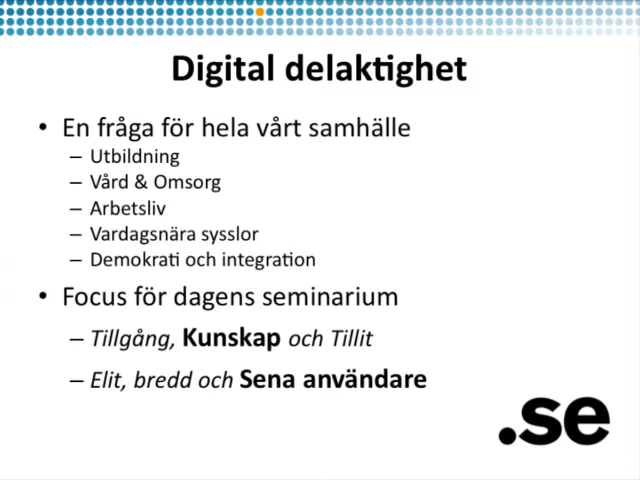 Digital delaktighet
• En fråga för hela vårt samhälle
– Utbildning
– Vård & Omsorg
– Arbetsliv
– Vardagsnära sysslor
– Demokrati och integration
• Focus för dagens seminarium
– Tillgång, Kunskap och Tillit
– Elit, bredd och Sena användare
.se